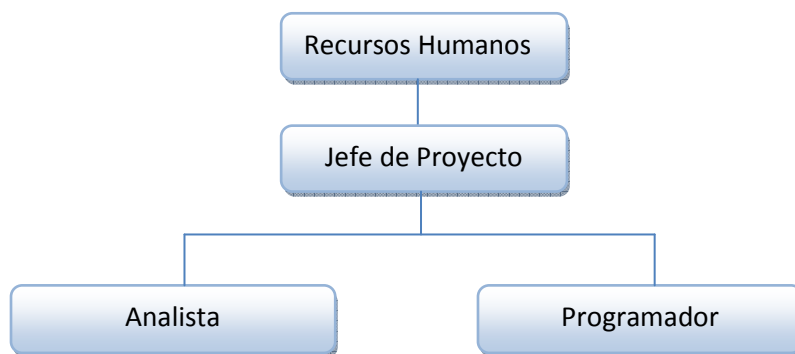 Recursos Humanos
Jefe de Proyecto
Analista
Programador